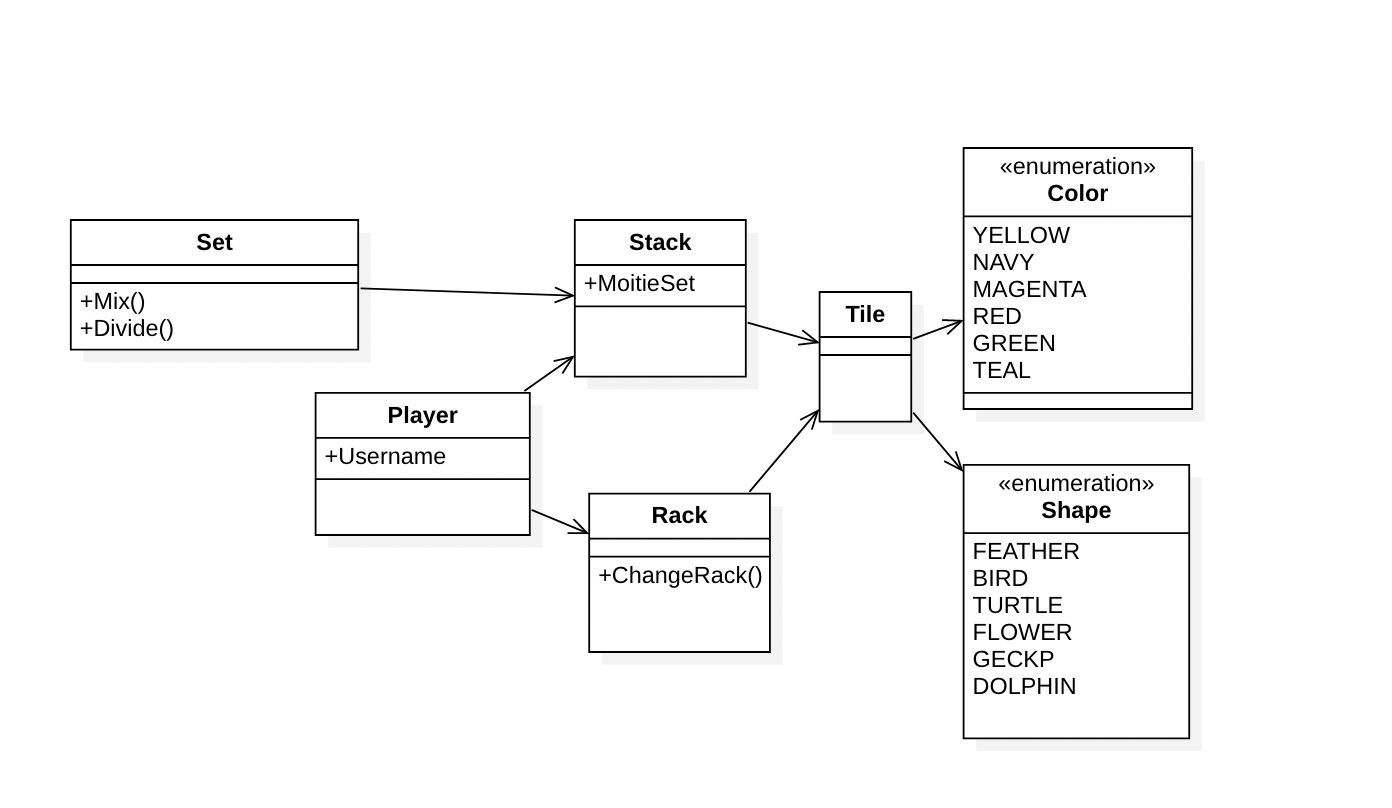 Set
+Mix()
+Divide()
Stack
+MoitieSet
Player
+Username
Rack
+ChangeRack()
Tile
«enumeration»
Color
YELLOW
NAVY
MAGENTA
RED
GREEN
TEAL
«enumeration»
Shape
FEATHER
BIRD
TURTLE
FLOWER
GECKP
DOLPHIN